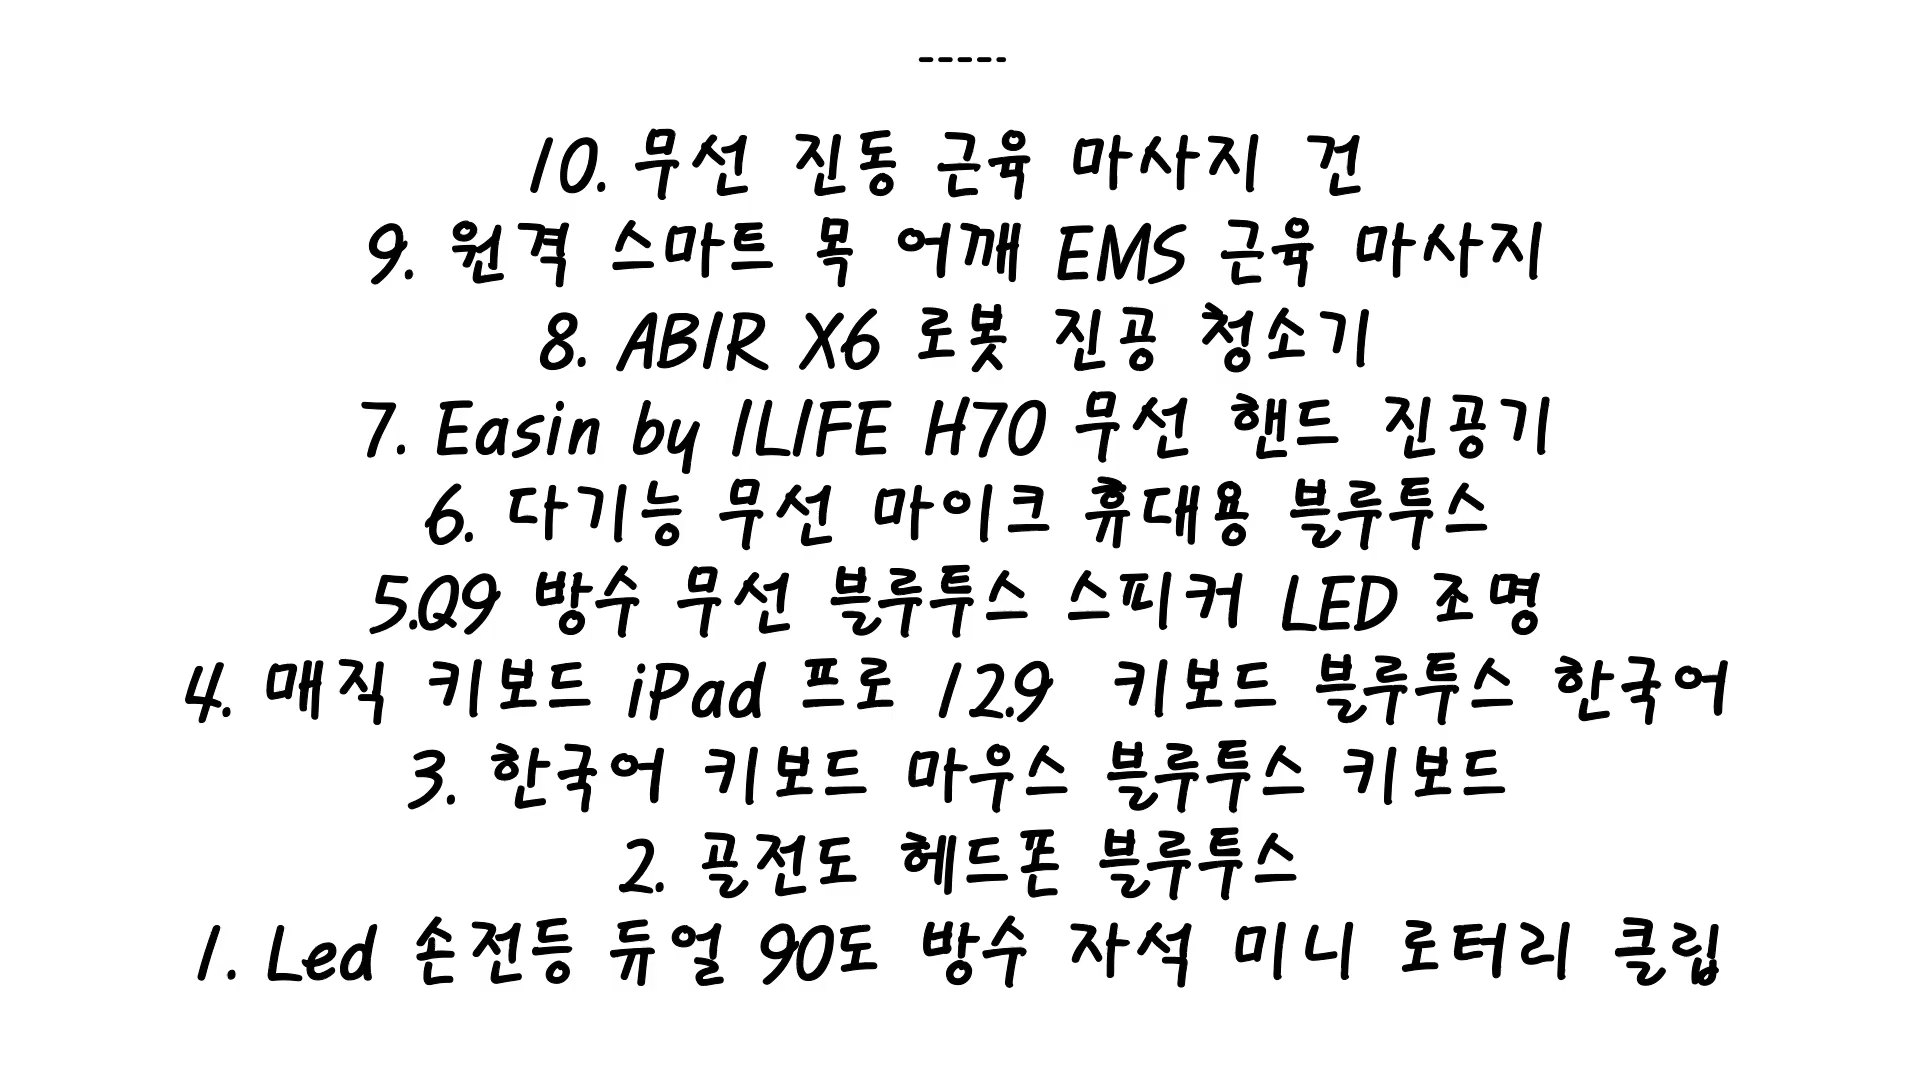 -----
10. 무선 진동 근육 마사지 건
9. 원격 스마트 목 어깨 EMS 근육 마사지
8. ABIR X6 로봇 진공 청소기
7. Easin by ILIFE H70 무선 핸드 진공기
6. 다기능 무선 마이크 휴대용 블루투스
5.Q9 방수 무선 블루투스 스피커 LED 조명
4. 매직 키보드 iPad 프로 12.9 키보드 블루투스 한국어
3. 한국어 키보드 마우스 블루투스 키보드
2. 골전도 헤드폰 블루투스
1. Led 손전등 듀얼 90도 방수 자석 미니 로터리 클립